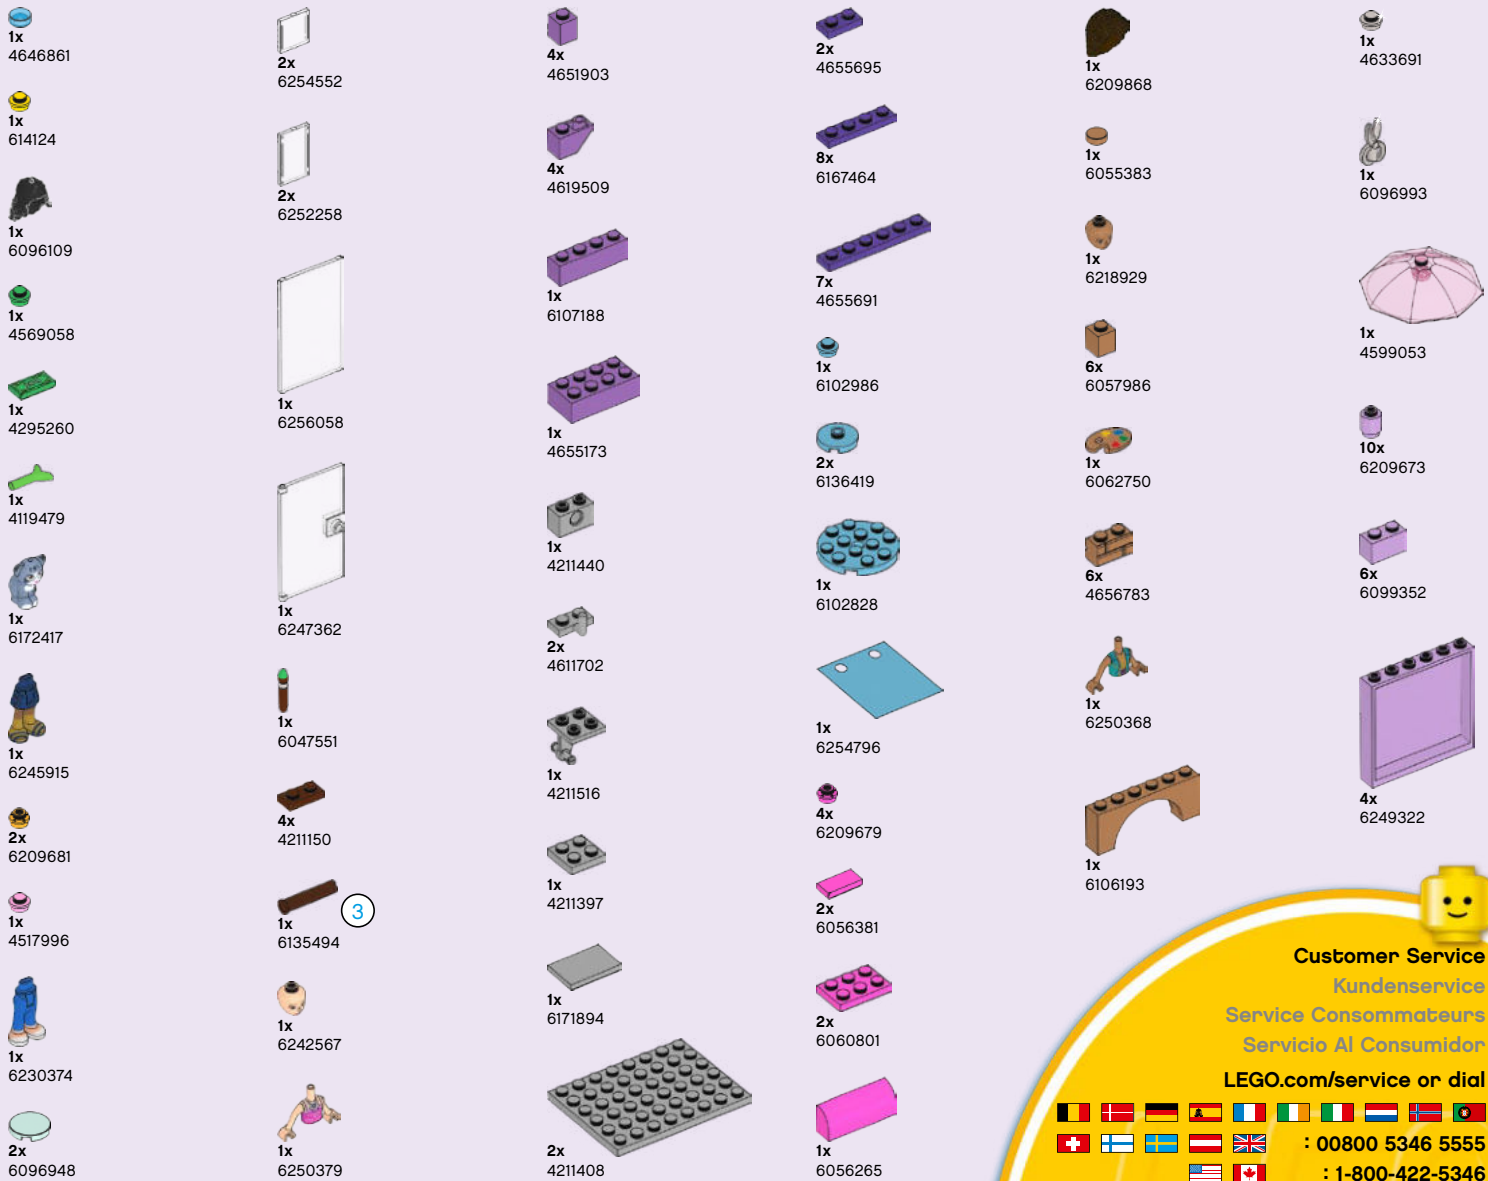 1x
4646861
1x
614124
1x
6096109
1x
4569058
1x
4295260
1x
4119479
1x
6172417
1x
6245915
2x
6209681
1x
4517996
1x
6230374
2x
6096948
2x
6254552
2x
6252258
1x
6256058
1x
6247362
1x
6047551
4x
4211150
1x
6135494
3
1x
6242567
1x
6250379
4x
4651903
4x
4619509
1x
6107188
1x
4655173
1x
4211440
2x
4611702
1x
4211516
1x
4211397
1x
6171894
2x
4211408
2x
4655695
8x
6167464
7x
4655691
1x
6102986
2x
6136419
1x
6102828
1x
6254796
4x
6209679
2x
6056381
2x
6060801
1x
6056265
1x
6209868
1x
6055383
1x
6218929
6x
6057986
1x
6062750
6x
4656783
1x
6250368
1x
6106193
1x
4633691
1x
6096993
1x
4599053
10x
6209673
6x
6099352
4x
6249322
Customer Service
Kundenservice
Service Consommateurs
Servicio Al Consumidor
LEGO.com/service or dial
: 00800 5346 5555
: 1-800-422-5346